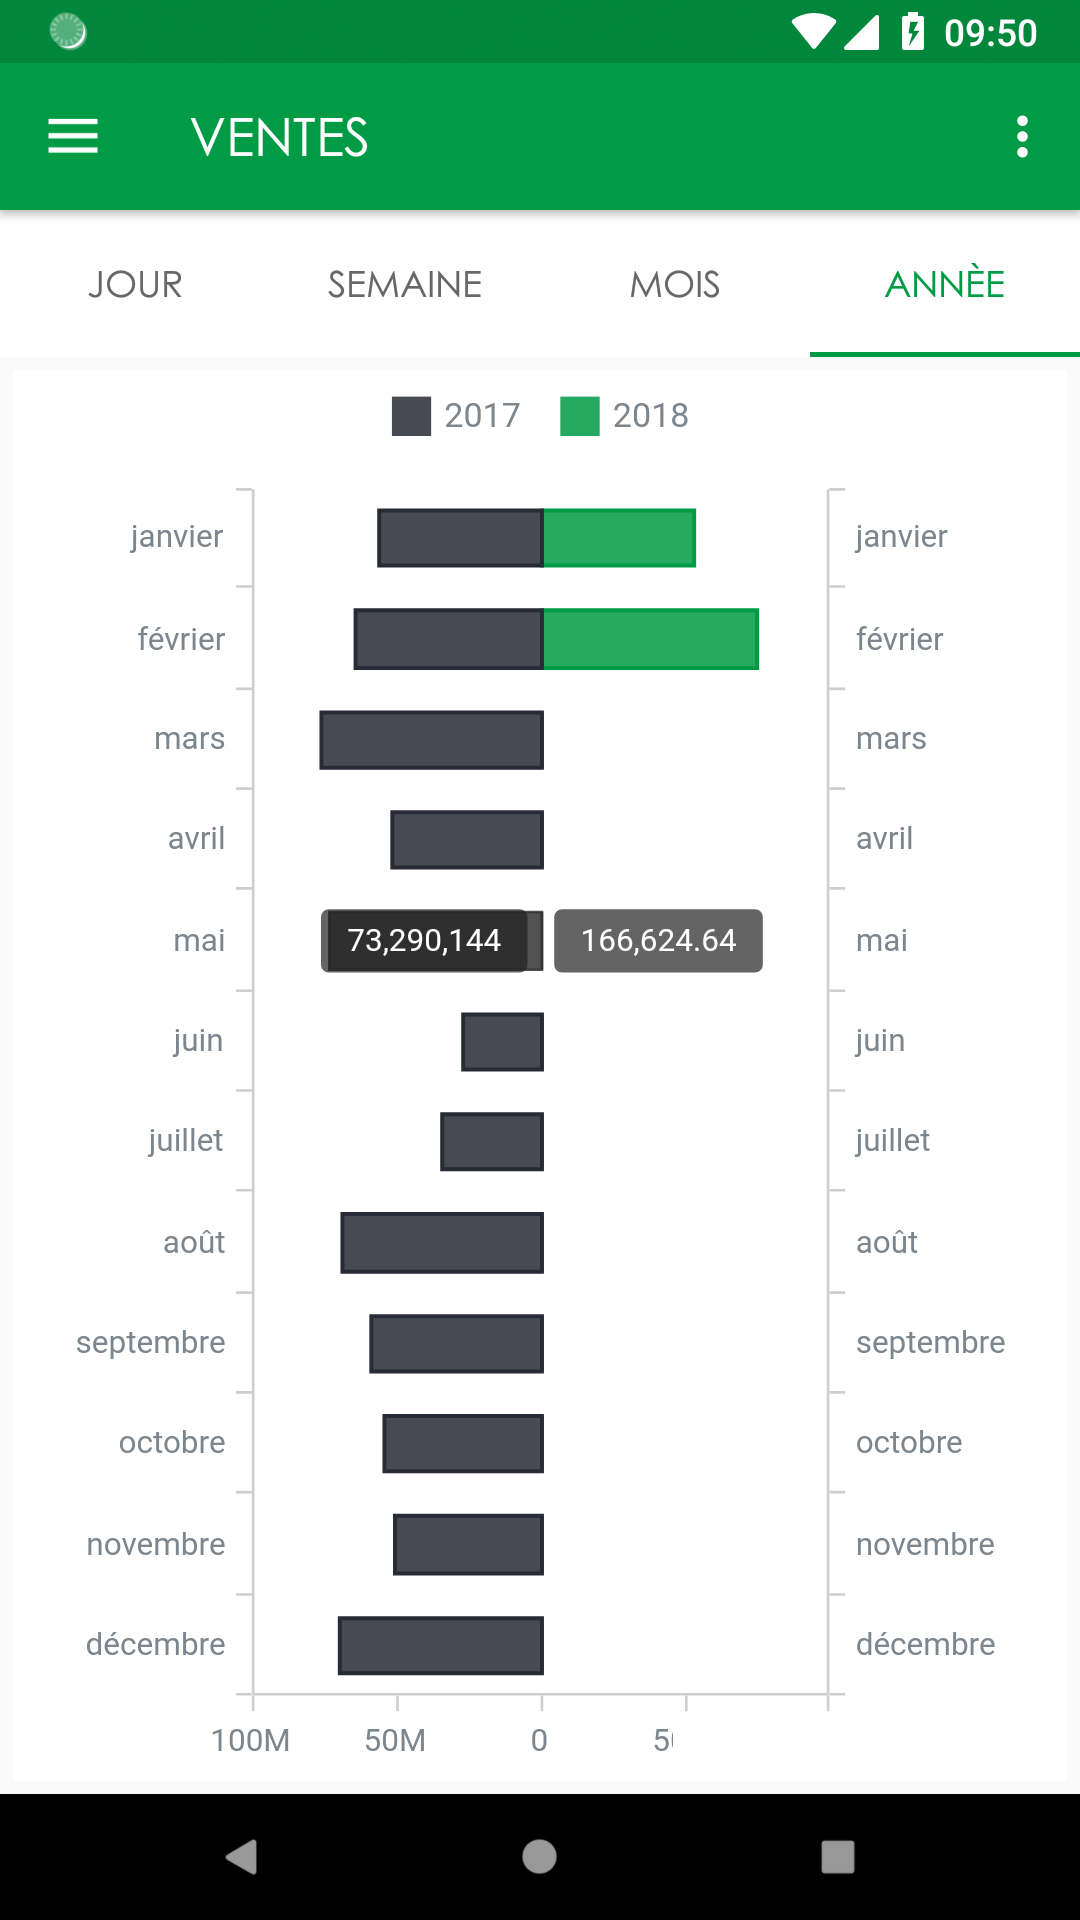 09:50
VENTES
JOUR SEMAINE MOIS ANNÈE
2017 2018
janvier janvier
février février
mars mars
avril avril
mai 73,290,144 166,624.64 mai
juin juin
juillet juillet
août août
septembre septembre
octobre octobre
novembre novembre
décembre décembre
100M 50M 0